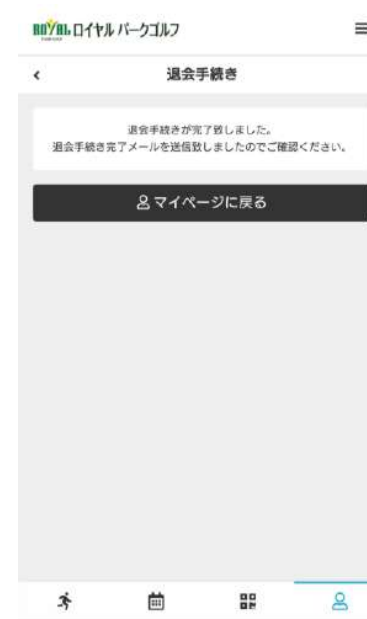 ROYAL ロイヤル パークゴルフ
退会手続き
退会手続きが完了致しました。
退会手続き完了メールを送信致しましたのでご確認ください。
マイページに戻る